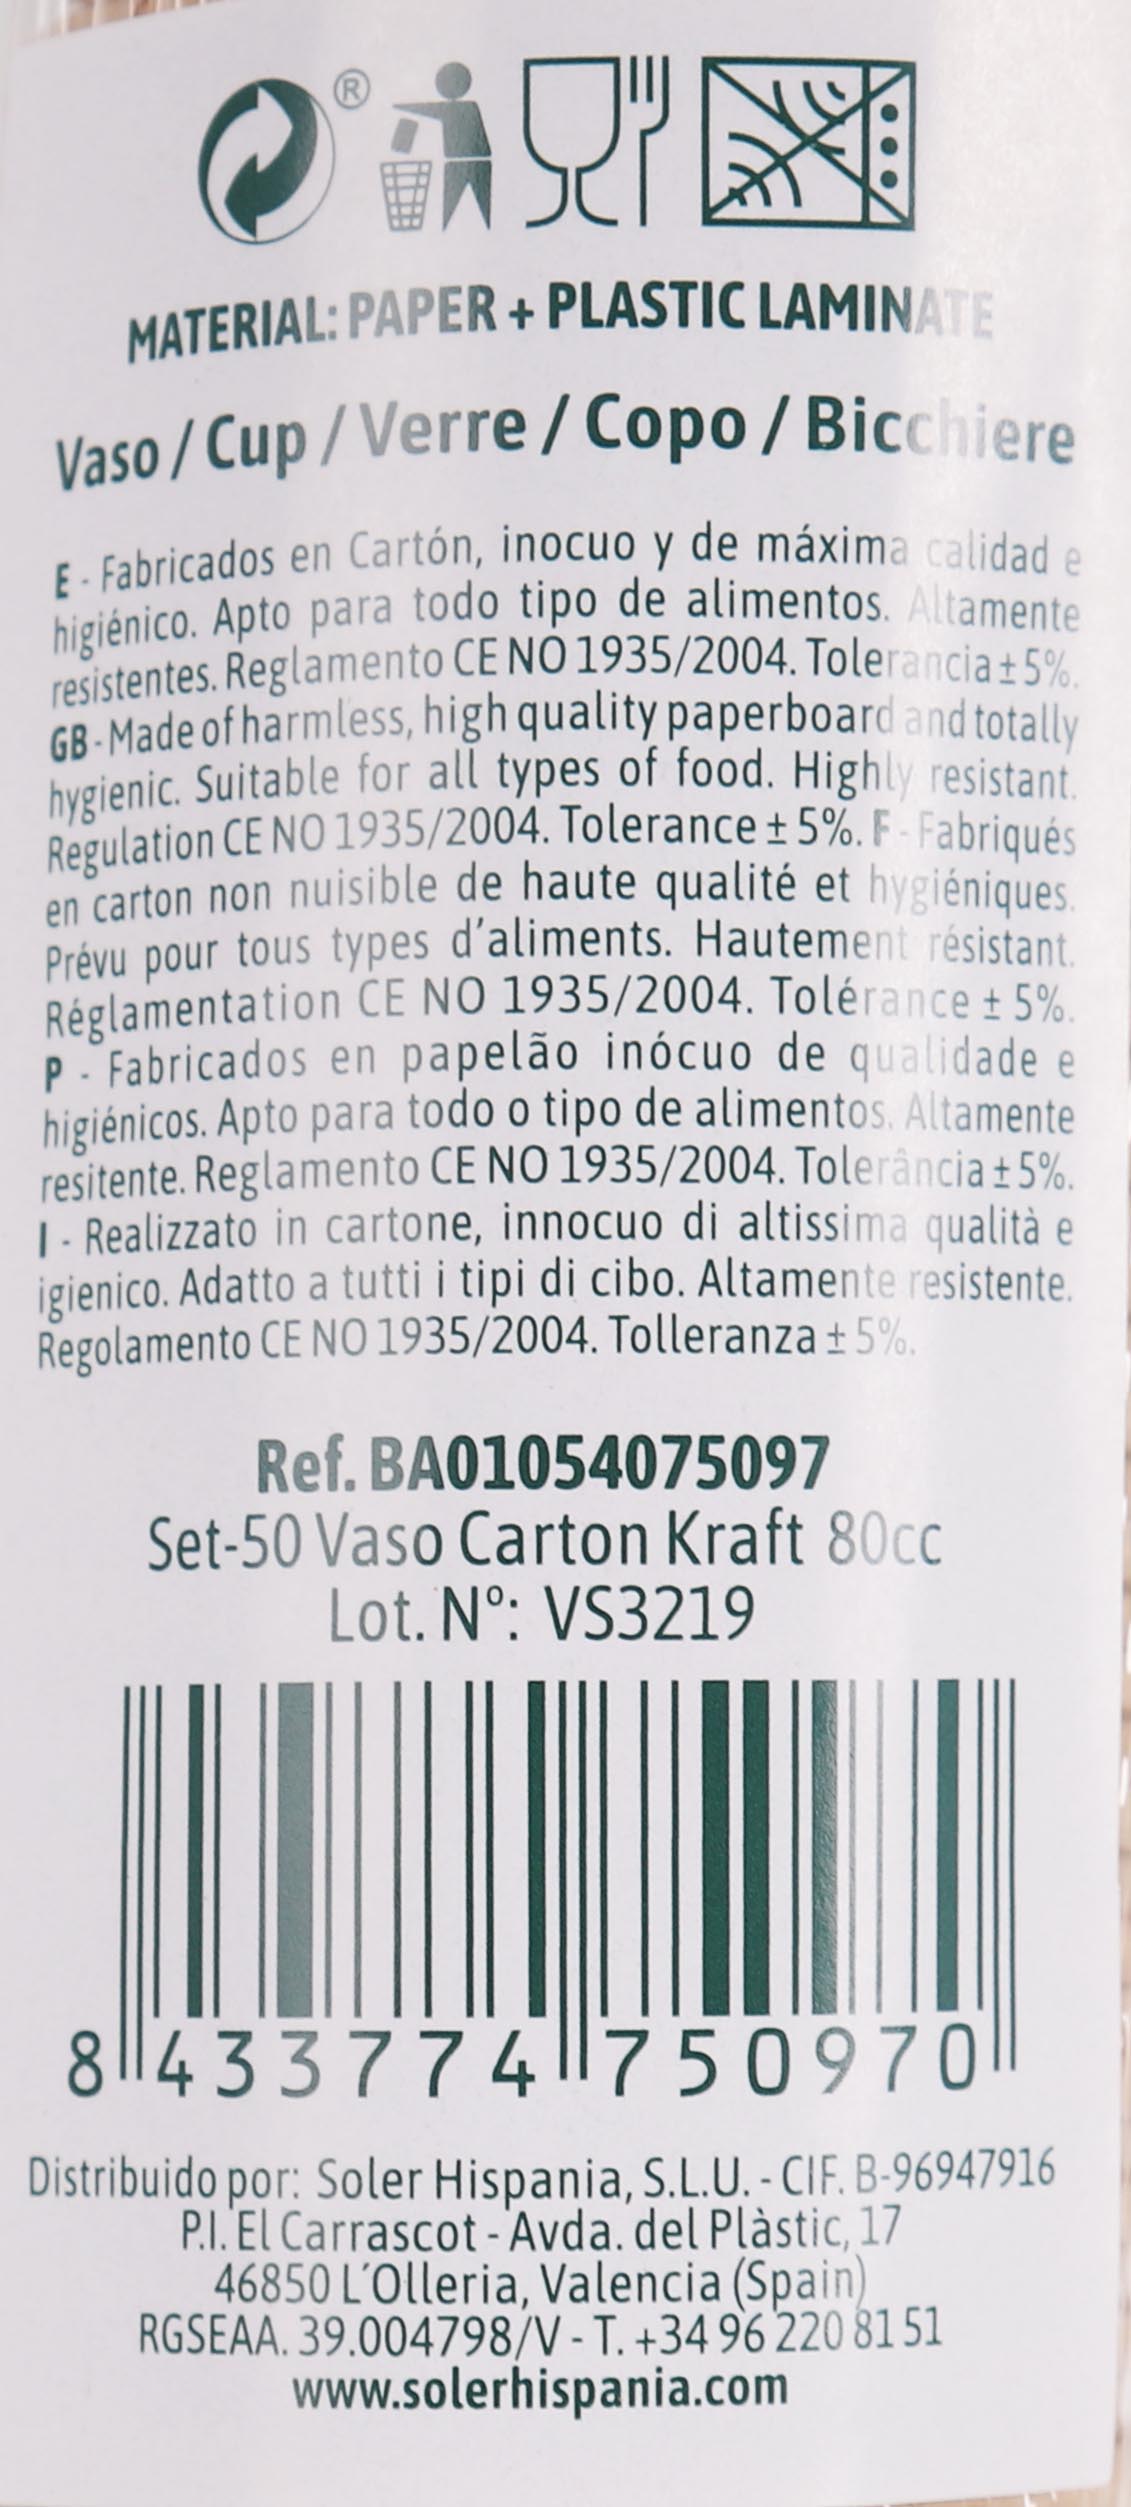 ®
MATERIAL: PAPER + PLASTIC LAMINATE
Vaso / Cup / Verre / Copo / Bicchiere
E - Fabricados en Cartón, inocuo y de máxima calidad e
higiénico. Apto para todo tipo de alimentos. Altamente
resistentes. Reglamento CE NO 1935/2004. Tolerancia ± 5%.
GB - Made of harmless, high quality paperboard and totally
hygienic. Suitable for all types of food. Highly resistant.
Regulation CE NO 1935/2004. Tolerance ± 5%. F - Fabriqués
en carton non nuisible de haute qualité et hygiéniques.
Prévu pour tous types d'aliments. Hautement résistant.
Réglamentation CE NO 1935/2004. Tolérance ± 5%.
P - Fabricados en papelão inócuo de qualidade e
higiénicos. Apto para todo o tipo de alimentos. Altamente
resitente. Reglamento CE NO 1935/2004. Tolerância ± 5%.
I - Realizzato in cartone, innocuo di altissima qualità e
igienico. Adatto a tutti i tipi di cibo. Altamente resistente.
Regolamento CE NO 1935/2004. Tolleranza ± 5%.
Ref. BA01054075097
Set-50 Vaso Carton Kraft 80cc
Lot. Nº: VS3219
8 433774 750970
Distribuido por: Soler Hispania, S.L.U. - CIF. B-96947916
P.I. El Carrascot - Avda. del Plàstic, 17
46850 L´Olleria, Valencia (Spain)
RGSEAA. 39.004798/V - T. +34 96 220 81 51
www.solerhispania.com